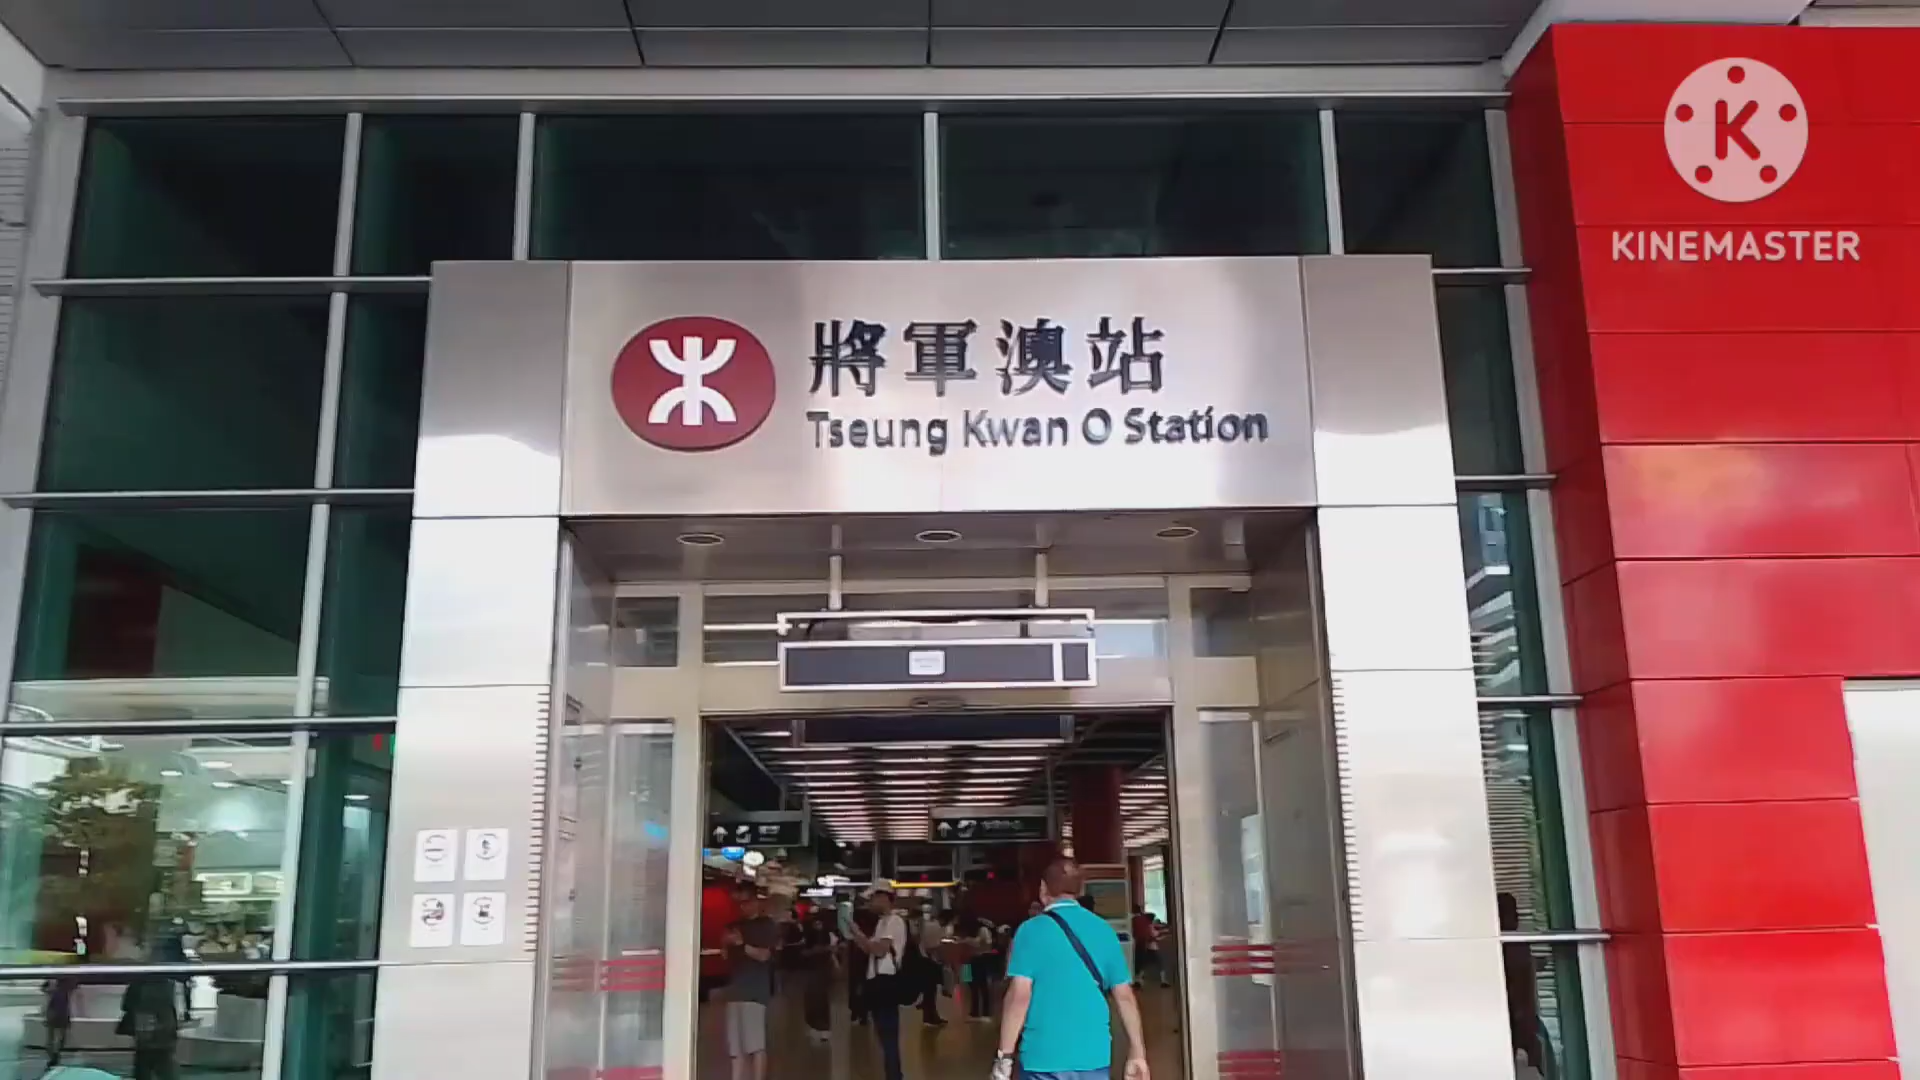 將軍澳站
Tseung Kwan O Station
K
KINEMASTER